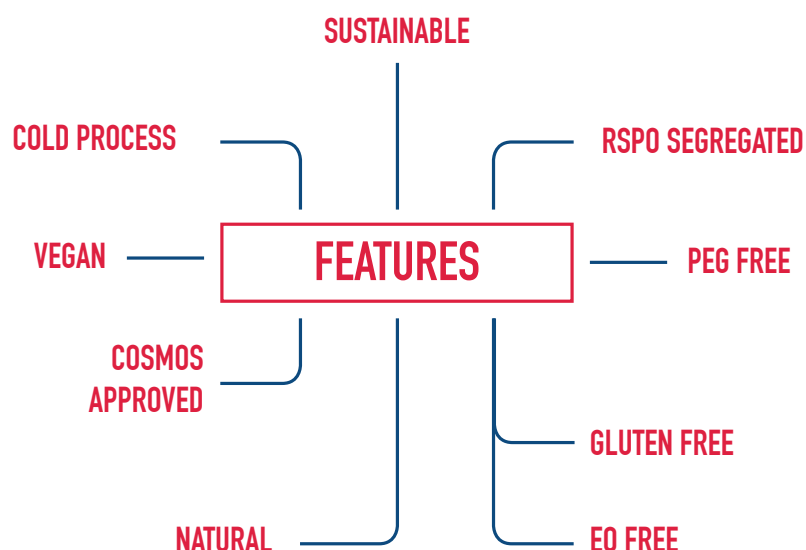 SUSTAINABLE
COLD PROCESS
RSPO SEGREGATED
VEGAN
FEATURES
PEG FREE
COSMOS
APPROVED
GLUTEN FREE
NATURAL
EO FREE